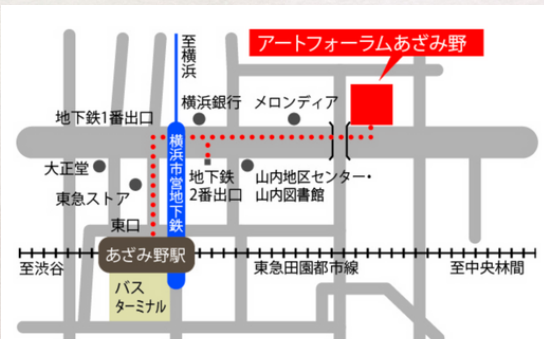 アートフォーラムあざみ野
至横浜
横浜銀行
メロンディア
地下鉄1番出口
横浜市営地下鉄
大正堂
地下鉄
2番出口
山内地区センター・
山内図書館
東急ストア
東口
あざみ野駅
至渋谷
東急田園都市線
至中央林間
バス
ターミナル